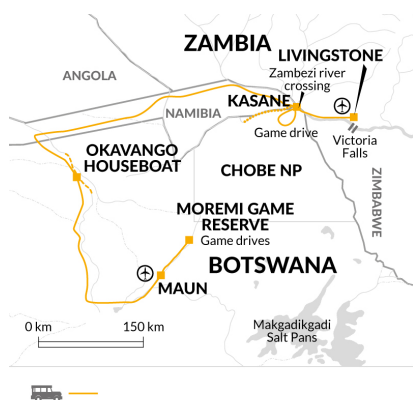 ZAMBIA
LIVINGSTONE
Zambezi river
crossing
ANGOLA
KASANE
NAMIBIA
Game drive
Victoria
Falls
OKAVANGO
HOUSEBOAT
CHOBE NP
ZIMBABWE
MOREMI GAME
RESERVE
Game drives
BOTSWANA
MAUN
0 km
150 km
Makgadikgadi
Salt Pans